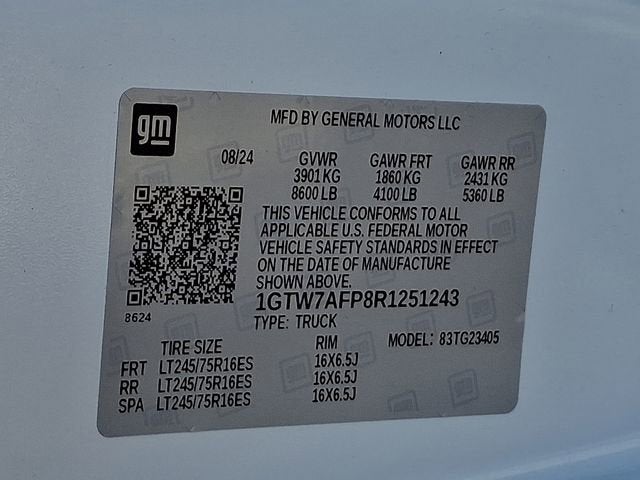 gm
MFD BY GENERAL MOTORS LLC
08/24 GVWR GAWR FRT GAWR RR
3901 KG 1860 KG 2431 KG
8600 LB 4100 LB 5360 LB
THIS VEHICLE CONFORMS TO ALL
APPLICABLE U.S. FEDERAL MOTOR
VEHICLE SAFETY STANDARDS IN EFFECT
ON THE DATE OF MANUFACTURE
SHOWN ABOVE.
1GTW7AFP8R1251243
8624
TYPE: TRUCK
TIRE SIZE RIM MODEL: 83TG23405
FRT LT245/75R16ES 16X6.5J
RR LT245/75R16ES 16X6.5J
SPA LT245/75R16ES 16X6.5J